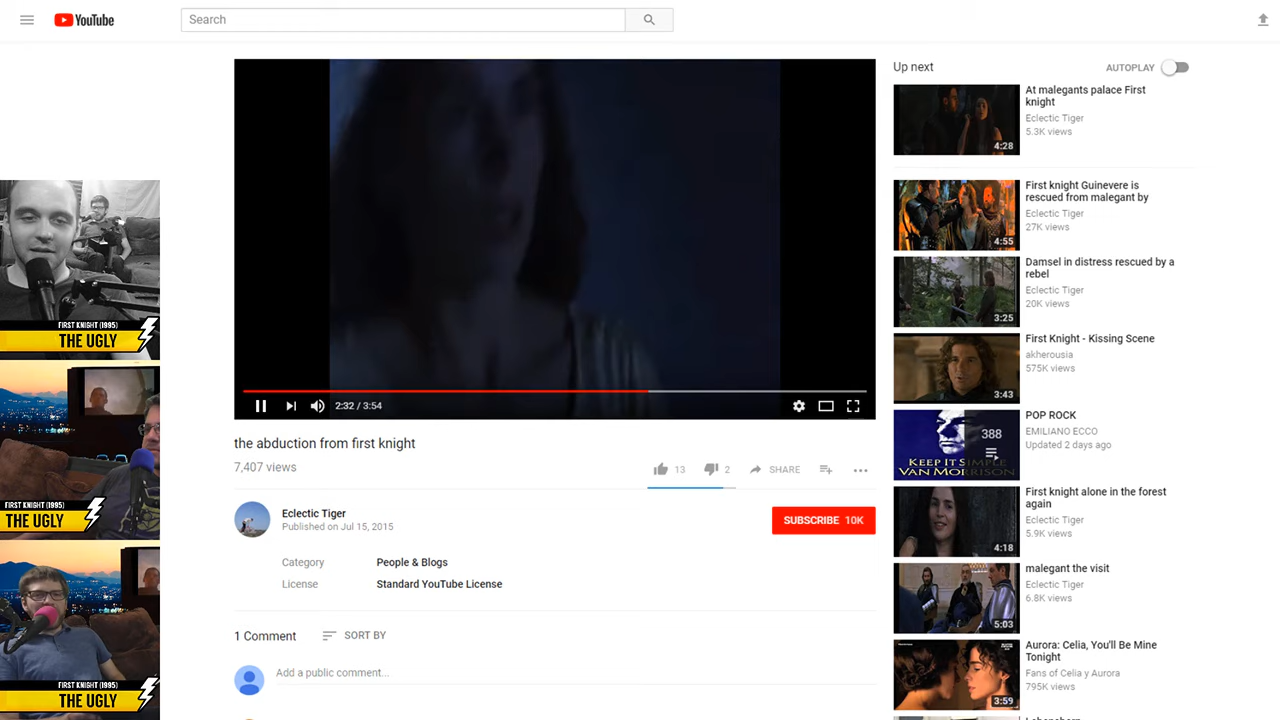 YouTube
Search
Up next
AUTOPLAY
At malegants palace First
knight
Eclectic Tiger
5.3K views
4:28
First knight Guinevere is
rescued from malegant by
Eclectic Tiger
27K views
4:55
Damsel in distress rescued by a
rebel
Eclectic Tiger
20K views
3:25
First Knight - Kissing Scene
akherousia
575K views
3:43
POP ROCK
EMILIANO ECCO
Updated 2 days ago
388
KEEP IT SIMPLE
VAN MORRISON
First knight alone in the forest
again
Eclectic Tiger
5.9K views
4:18
malegant the visit
Eclectic Tiger
6.8K views
5:03
Aurora: Celia, You'll Be Mine
Tonight
Fans of Celia y Aurora
795K views
3:59
2:32 / 3:54
the abduction from first knight
7,407 views
13
2
SHARE
Eclectic Tiger
Published on Jul 15, 2015
SUBSCRIBE 10K
Category People & Blogs
License Standard YouTube License
1 Comment
SORT BY
Add a public comment...
FIRST KNIGHT (1995)
THE UGLY
FIRST KNIGHT (1995)
THE UGLY
FIRST KNIGHT (1995)
THE UGLY